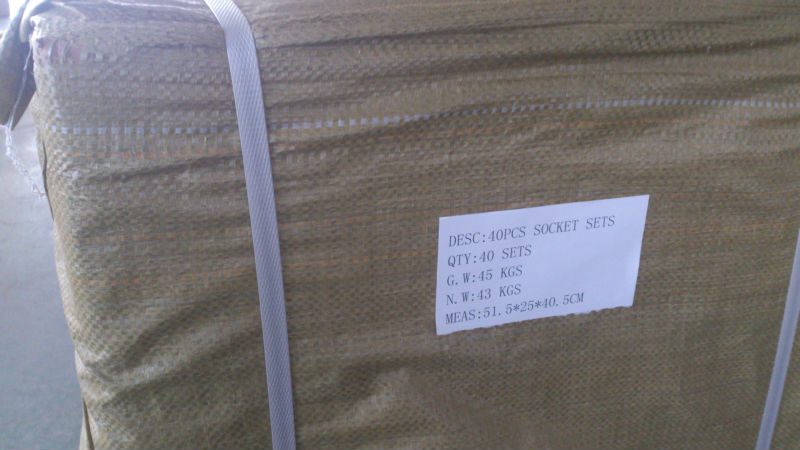 DESC:40PCS SOCKET SETS
QTY:40 SETS
G.W:45 KGS
N.W:43 KGS
MEAS:51.5*25*40.5CM